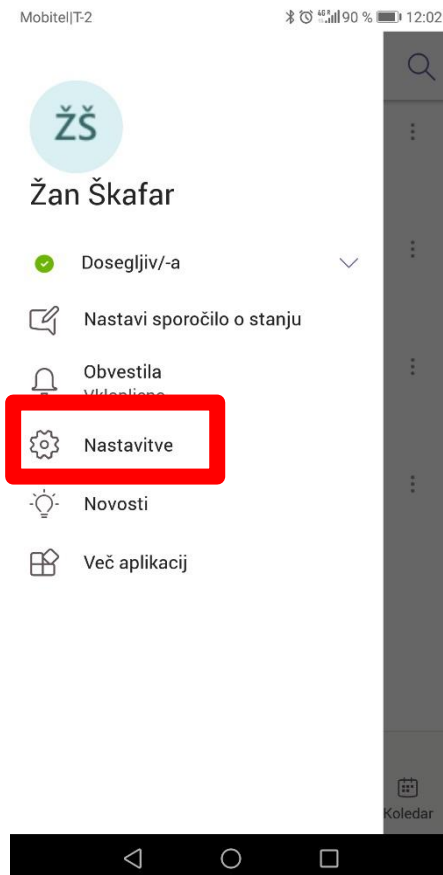 Mobitel|T-2 90 % 12:02
ŽŠ
Žan Škafar
Dosegljiv/-a
Nastavi sporočilo o stanju
Obvestila
Nastavitve
Novosti
Več aplikacij
Koledar